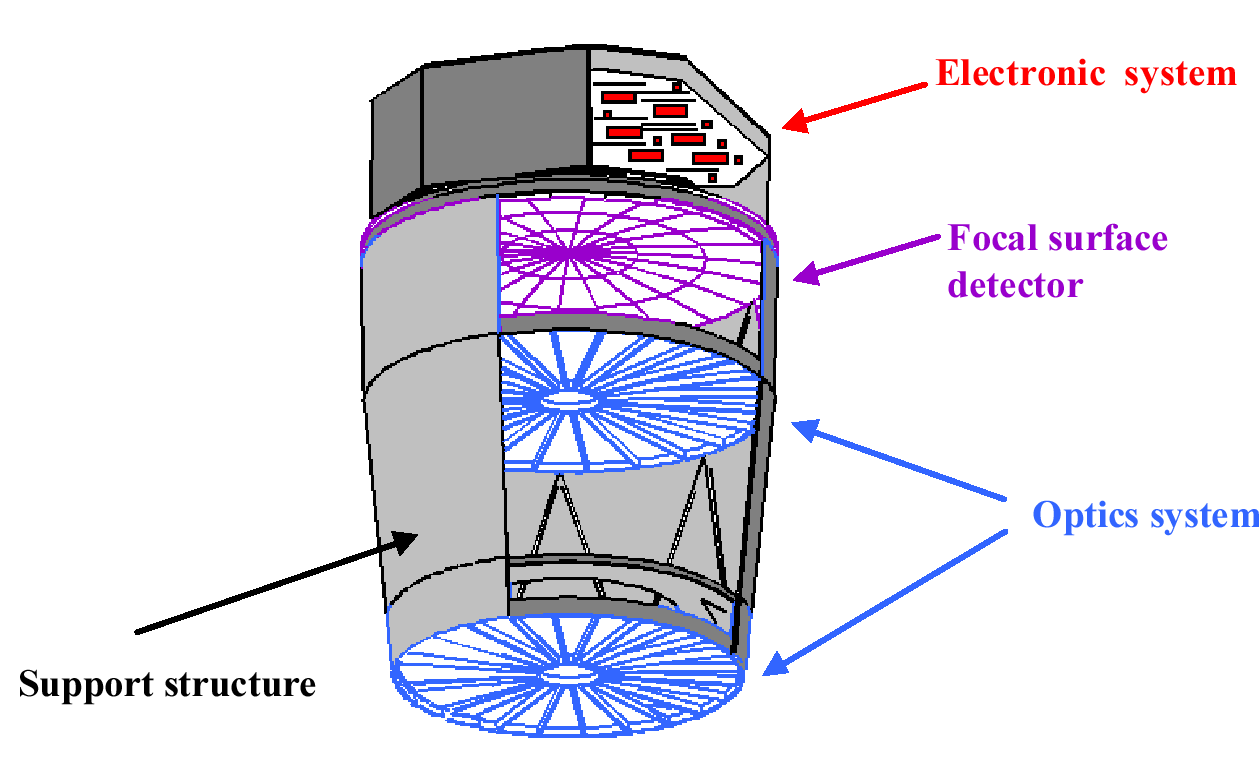 Electronic system
Focal surface
detector
Optics system
Support structure